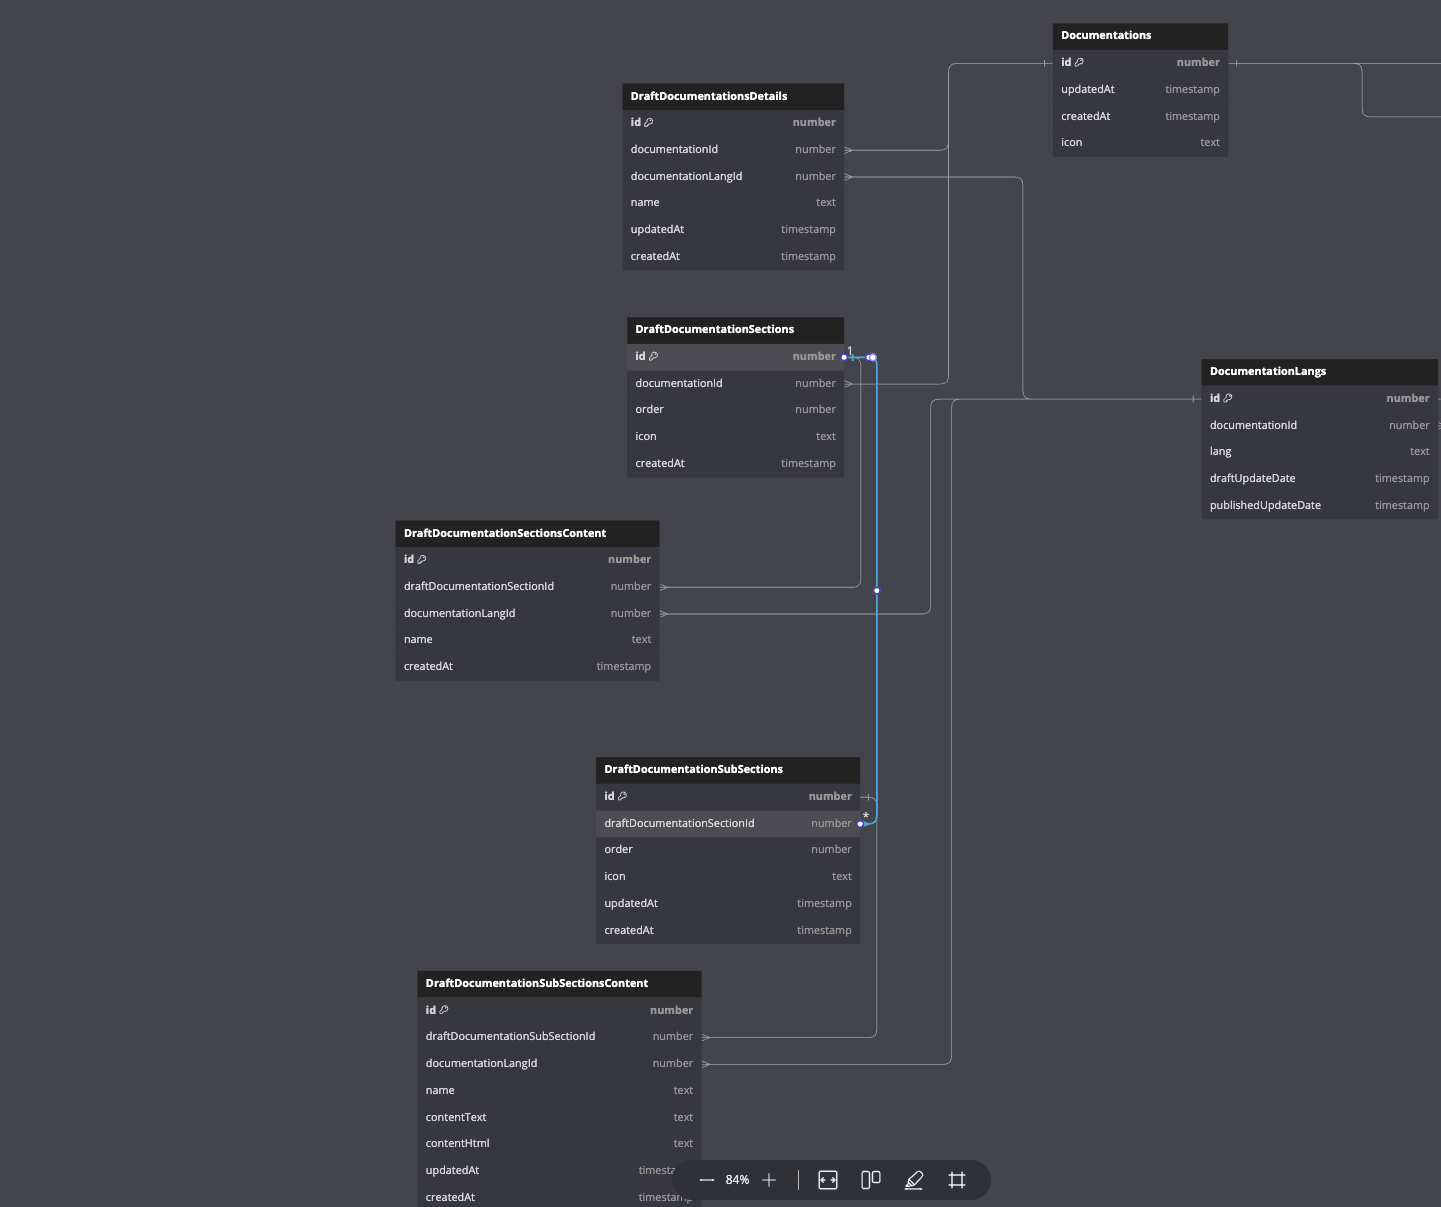 Documentations
id number
updatedAt timestamp
createdAt timestamp
icon text
DraftDocumentationsDetails
id number
documentationId number
documentationLangId number
name text
updatedAt timestamp
createdAt timestamp
DraftDocumentationSections
id number 1
documentationId number
order number
icon text
createdAt timestamp
DocumentationLangs
id number
documentationId number
lang text
draftUpdateDate timestamp
publishedUpdateDate timestamp
DraftDocumentationSectionsContent
id number
draftDocumentationSectionId number
documentationLangId number
name text
createdAt timestamp
DraftDocumentationSubSections
id number
draftDocumentationSectionId number *
order number
icon text
updatedAt timestamp
createdAt timestamp
DraftDocumentationSubSectionsContent
id number
draftDocumentationSubSectionId number
documentationLangId number
name text
contentText text
contentHtml text
updatedAt
createdAt timestamp
84%